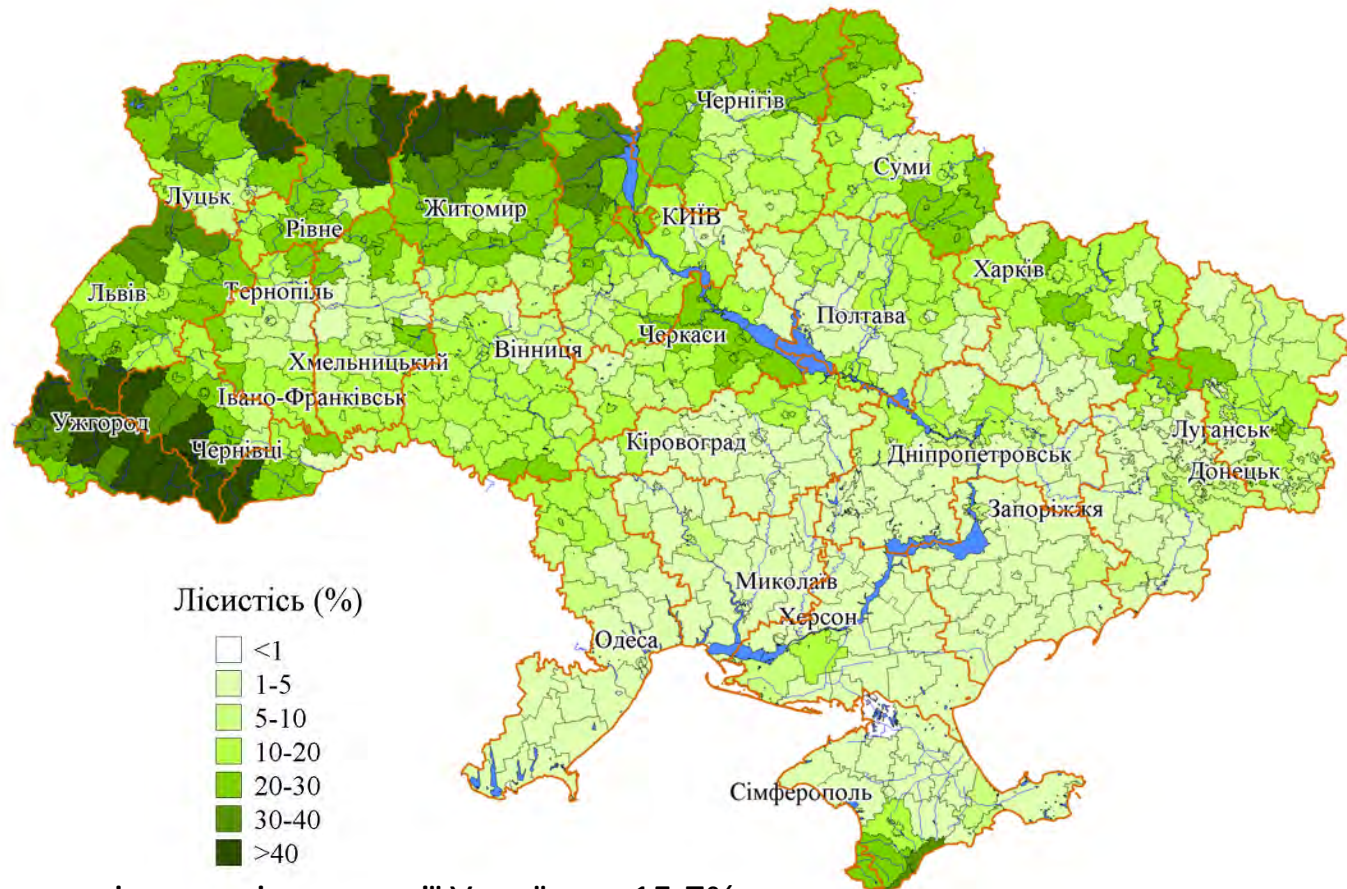 Чернігів
Суми
Луцьк
Рівне
Житомир
КИЇВ
Харків
Львів
Тернопіль
Полтава
Черкаси
Хмельницький
Вінниця
Ужгород
Івано-Франківськ
Чернівці
Кіровоград
Дніпропетровськ
Луганськ
Донецьк
Запоріжжя
Миколаїв
Херсон
Одеса
Сімферополь
Лісистісь (%)
<1
1-5
5-10
10-20
20-30
30-40
>40